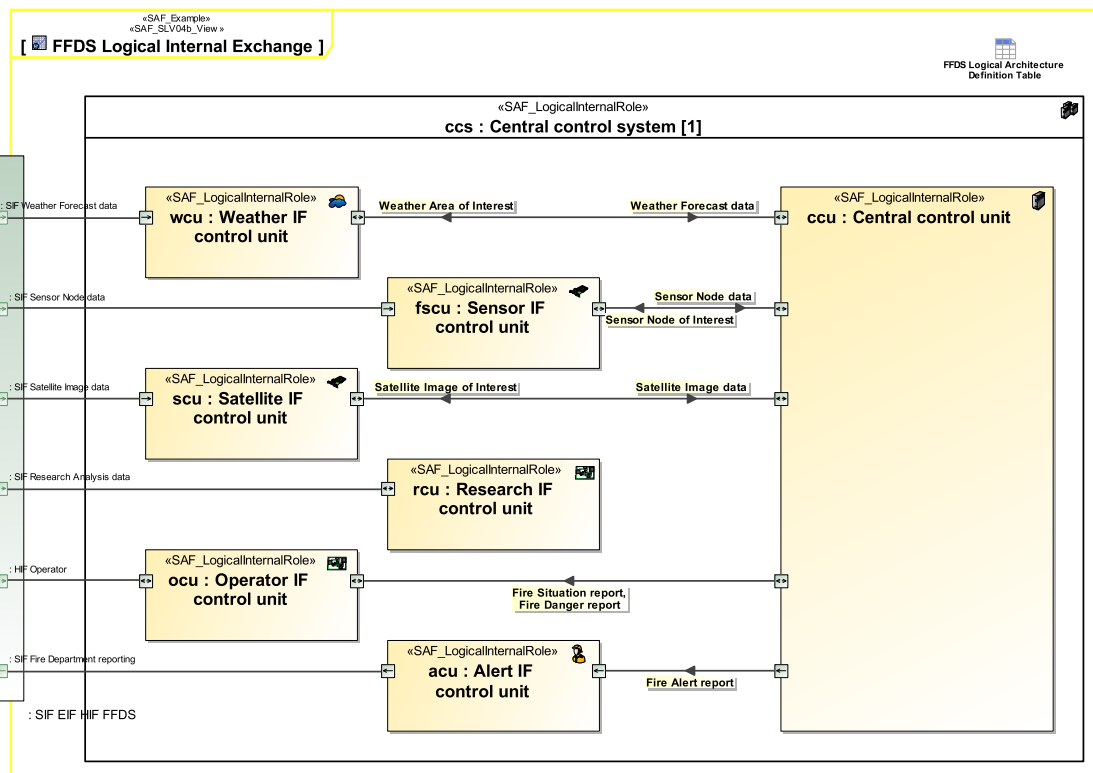 «SAF_Example»
«SAF_SLV04b_View »
[ FFDS Logical Internal Exchange ]
FFDS Logical Architecture
Definition Table
«SAF_LogicalInternalRole»
ccs : Central control system [1]
: SIF Weather Forecast data
«SAF_LogicalInternalRole»
wcu : Weather IF
control unit
Weather Area of Interest
Weather Forecast data
«SAF_LogicalInternalRole»
ccu : Central control unit
: SIF Sensor Node data
«SAF_LogicalInternalRole»
fscu : Sensor IF
control unit
Sensor Node data
Sensor Node of Interest
: SIF Satellite Image data
«SAF_LogicalInternalRole»
scu : Satellite IF
control unit
Satellite Image of Interest
Satellite Image data
: SIF Research Analysis data
«SAF_LogicalInternalRole»
rcu : Research IF
control unit
: HIF Operator
«SAF_LogicalInternalRole»
ocu : Operator IF
control unit
Fire Situation report,
Fire Danger report
: SIF Fire Department reporting
«SAF_LogicalInternalRole»
acu : Alert IF
control unit
Fire Alert report
: SIF EIF HIF FFDS